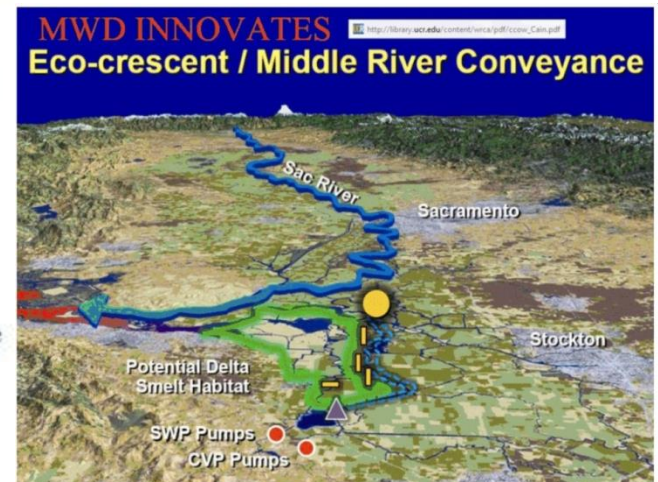 MWD INNOVATES
http://library.ucr.edu/content/wrca/pdf/ccow_Cain.pdf
Eco-crescent / Middle River Conveyance
Sac River
Sacramento
Stockton
Potential Delta
Smelt Habitat
SWP Pumps
CVP Pumps